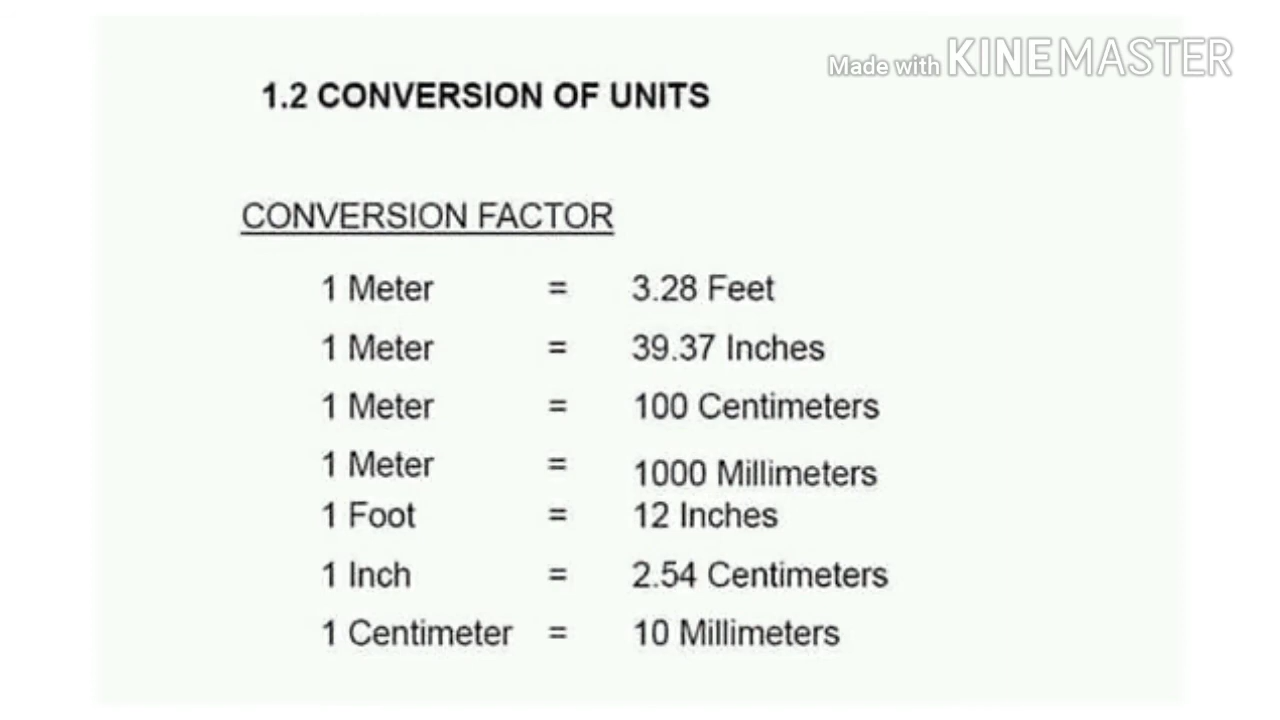 Made with KINEMASTER
1.2 CONVERSION OF UNITS
CONVERSION FACTOR
1 Meter = 3.28 Feet
1 Meter = 39.37 Inches
1 Meter = 100 Centimeters
1 Meter = 1000 Millimeters
1 Foot = 12 Inches
1 Inch = 2.54 Centimeters
1 Centimeter = 10 Millimeters